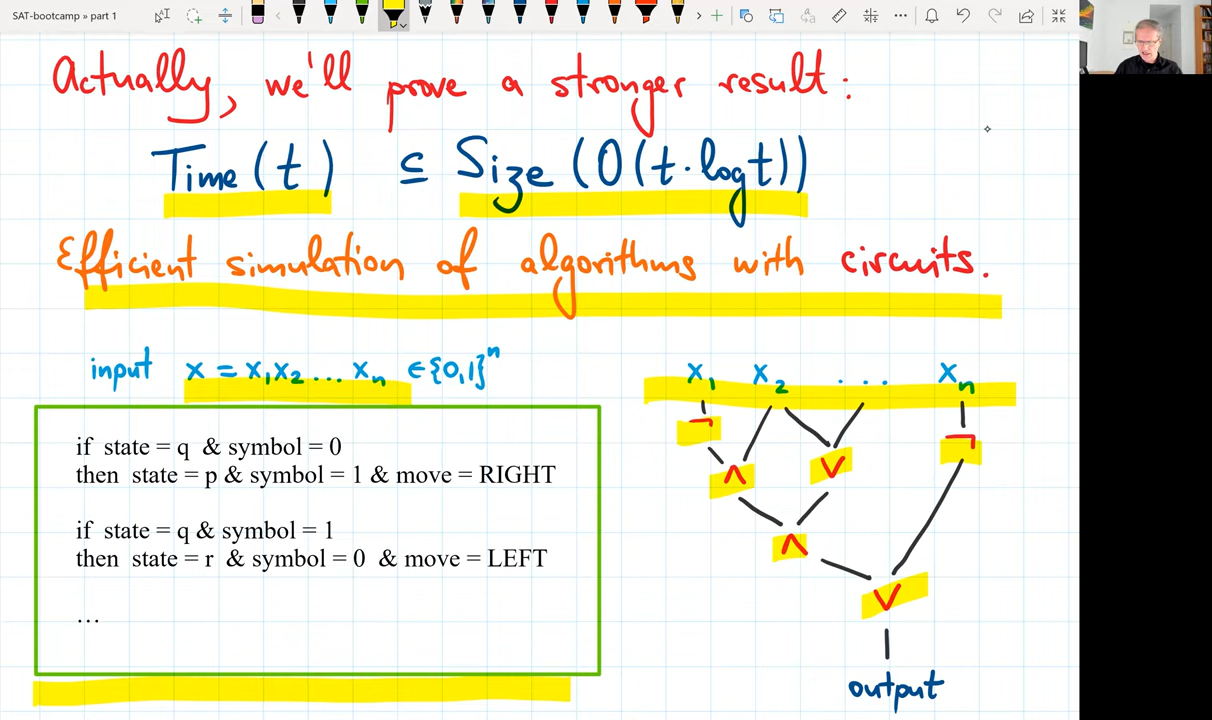 SAT-bootcamp » part 1
Actually, we'll prove a stronger result:
Time(t) ⊆ Size(O(t·log t))
Efficient simulation of algorithms with circuits.
input x = x₁x₂...xₙ ∈{0,1}ⁿ
x₁ x₂ ... xₙ
if state = q & symbol = 0
then state = p & symbol = 1 & move = RIGHT
if state = q & symbol = 1
then state = r & symbol = 0 & move = LEFT
...
¬ ¬
∧ ∨
∧
∨
output